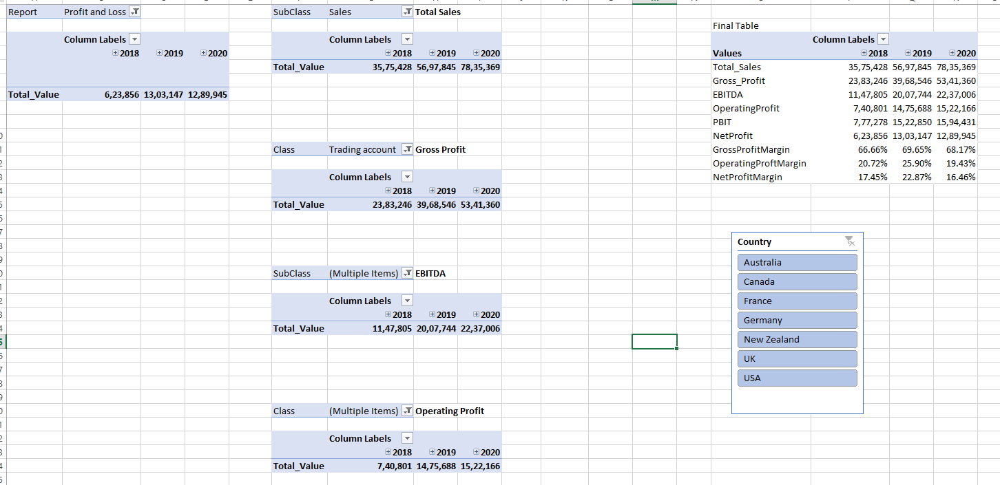 Report Profit and Loss
Column Labels
2018 2019 2020
Total_Value 6,23,856 13,03,147 12,89,945
SubClass Sales Total Sales
Column Labels
2018 2019 2020
Total_Value 35,75,428 56,97,845 78,35,369
Class Trading account Gross Profit
Column Labels
2018 2019 2020
Total_Value 23,83,246 39,68,546 53,41,360
SubClass (Multiple Items) EBITDA
Column Labels
2018 2019 2020
Total_Value 11,47,805 20,07,744 22,37,006
Class (Multiple Items) Operating Profit
Column Labels
2018 2019 2020
Total_Value 7,40,801 14,75,688 15,22,166
Final Table
Column Labels
Values 2018 2019 2020
Total_Sales 35,75,428 56,97,845 78,35,369
Gross_Profit 23,83,246 39,68,546 53,41,360
EBITDA 11,47,805 20,07,744 22,37,006
OperatingProfit 7,40,801 14,75,688 15,22,166
PBIT 7,77,278 15,22,850 15,94,431
NetProfit 6,23,856 13,03,147 12,89,945
GrossProfitMargin 66.66% 69.65% 68.17%
OperatingProftMargin 20.72% 25.90% 19.43%
NetProfitMargin 17.45% 22.87% 16.46%
Country
Australia
Canada
France
Germany
New Zealand
UK
USA